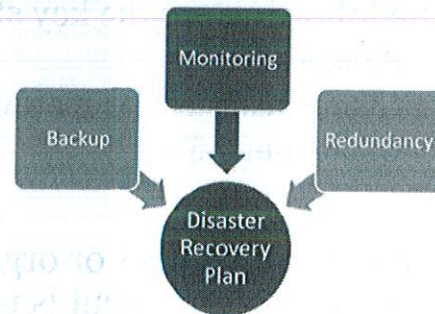 Monitoring
Backup
Redundancy
Disaster
Recovery
Plan